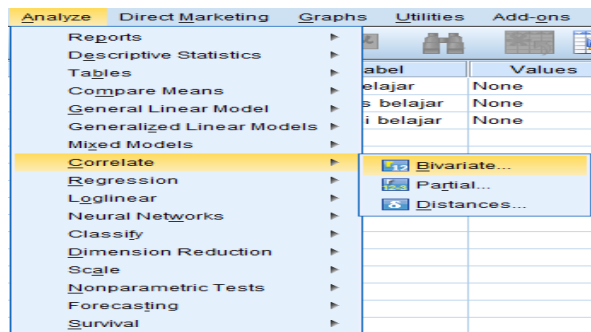 Analyze Direct Marketing Graphs Utilities Add-ons
Reports
Descriptive Statistics
Tables
abel Values
Compare Means
elajar None
General Linear Model
s belajar None
Generalized Linear Models
i belajar None
Mixed Models
Correlate
Bivariate...
Regression
Partial...
Loglinear
Distances...
Neural Networks
Classify
Dimension Reduction
Scale
Nonparametric Tests
Forecasting
Survival